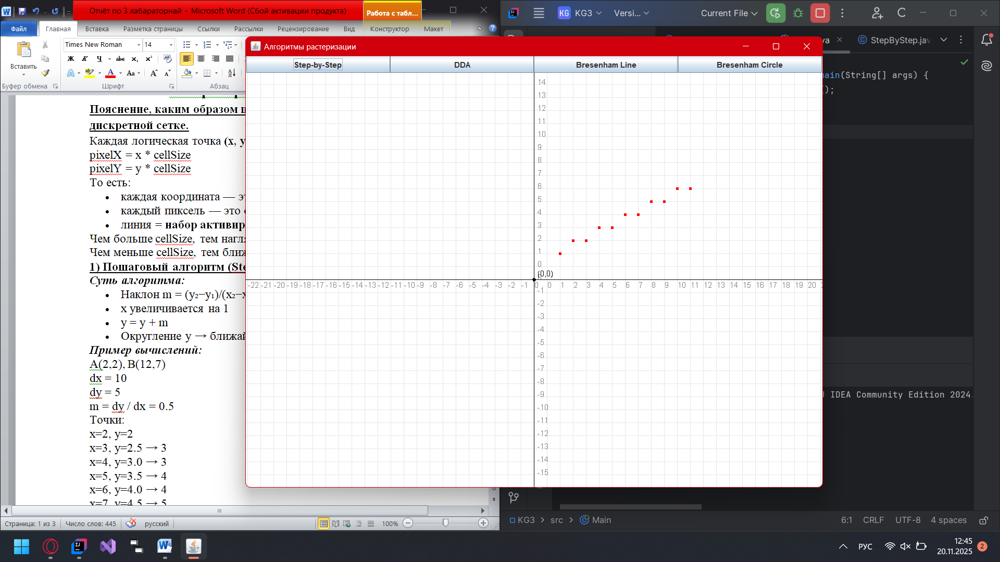 Отчёт по 3 лабараторнай - Microsoft Word (Сбой активации продукта)
Работа с табл...
Файл Главная Вставка Разметка страницы Ссылки Рассылки Рецензирование Вид Конструктор Макет
Вставить
Times New Roman 14
Буфер обмена Шрифт Абзац
Пояснение, каким образом
дискретной сетке.
Каждая логическая точка (x, y
pixelX = x * cellSize
pixelY = y * cellSize
То есть:
• каждая координата —
• каждый пиксель — это
• линия = набор активир
Чем больше cellSize, тем нагл
Чем меньше cellSize, тем ближ
1) Пошаговый алгоритм (Ste
Суть алгоритма:
• Наклон m = (y₂−y₁)/(x₂−x
• x увеличивается на 1
• y = y + m
• Округление y → ближай
Пример вычислений:
A(2,2), B(12,7)
dx = 10
dy = 5
m = dy / dx = 0.5
Точки:
x=2, y=2
x=3, y=2.5 → 3
x=4, y=3.0 → 3
x=5, y=3.5 → 4
x=6, y=4.0 → 4
x=7, y=4.5 → 5
Страница: 1 из 3 Число слов: 445 русский 100%
Алгоритмы растеризации
Step-by-Step DDA Bresenham Line Bresenham Circle
14
13
12
11
10
9
8
7
6
5
4
3
2
1
0
(0,0)
-22 -21 -20 -19 -18 -17 -16 -15 -14 -13 -12 -11 -10 -9 -8 -7 -6 -5 -4 -3 -2 -1 0 0 1 2 3 4 5 6 7 8 9 10 11 12 13 14 15 16 17 18 19 20
-1
-2
-3
-4
-5
-6
-7
-8
-9
-10
-11
-12
-13
-14
-15
KG KG3 Versi... Current File
StepByStep.jav
main(String[] args) {
);
IDEA Community Edition 2024.
KG3 > src > Main 6:1 CRLF UTF-8 4 spaces
РУС
12:45
20.11.2025
2